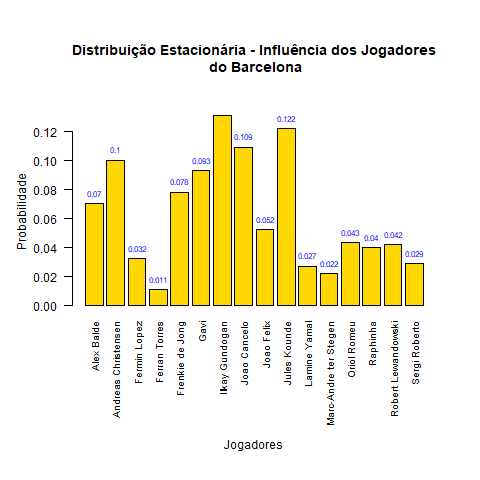 Distribuição Estacionária - Influência dos Jogadores
do Barcelona
Probabilidade
0.12
0.10
0.08
0.06
0.04
0.02
0.00
0.07
0.1
0.032
0.011
0.078
0.093
0.109
0.052
0.122
0.027
0.022
0.043
0.04
0.042
0.029
Alex Balde
Andreas Christensen
Fermin Lopez
Ferran Torres
Frenkie de Jong
Gavi
Ilkay Gundogan
Joao Cancelo
Joao Felix
Jules Kounde
Lamine Yamal
Marc-Andre ter Stegen
Oriol Romeu
Raphinha
Robert Lewandowski
Sergi Roberto
Jogadores